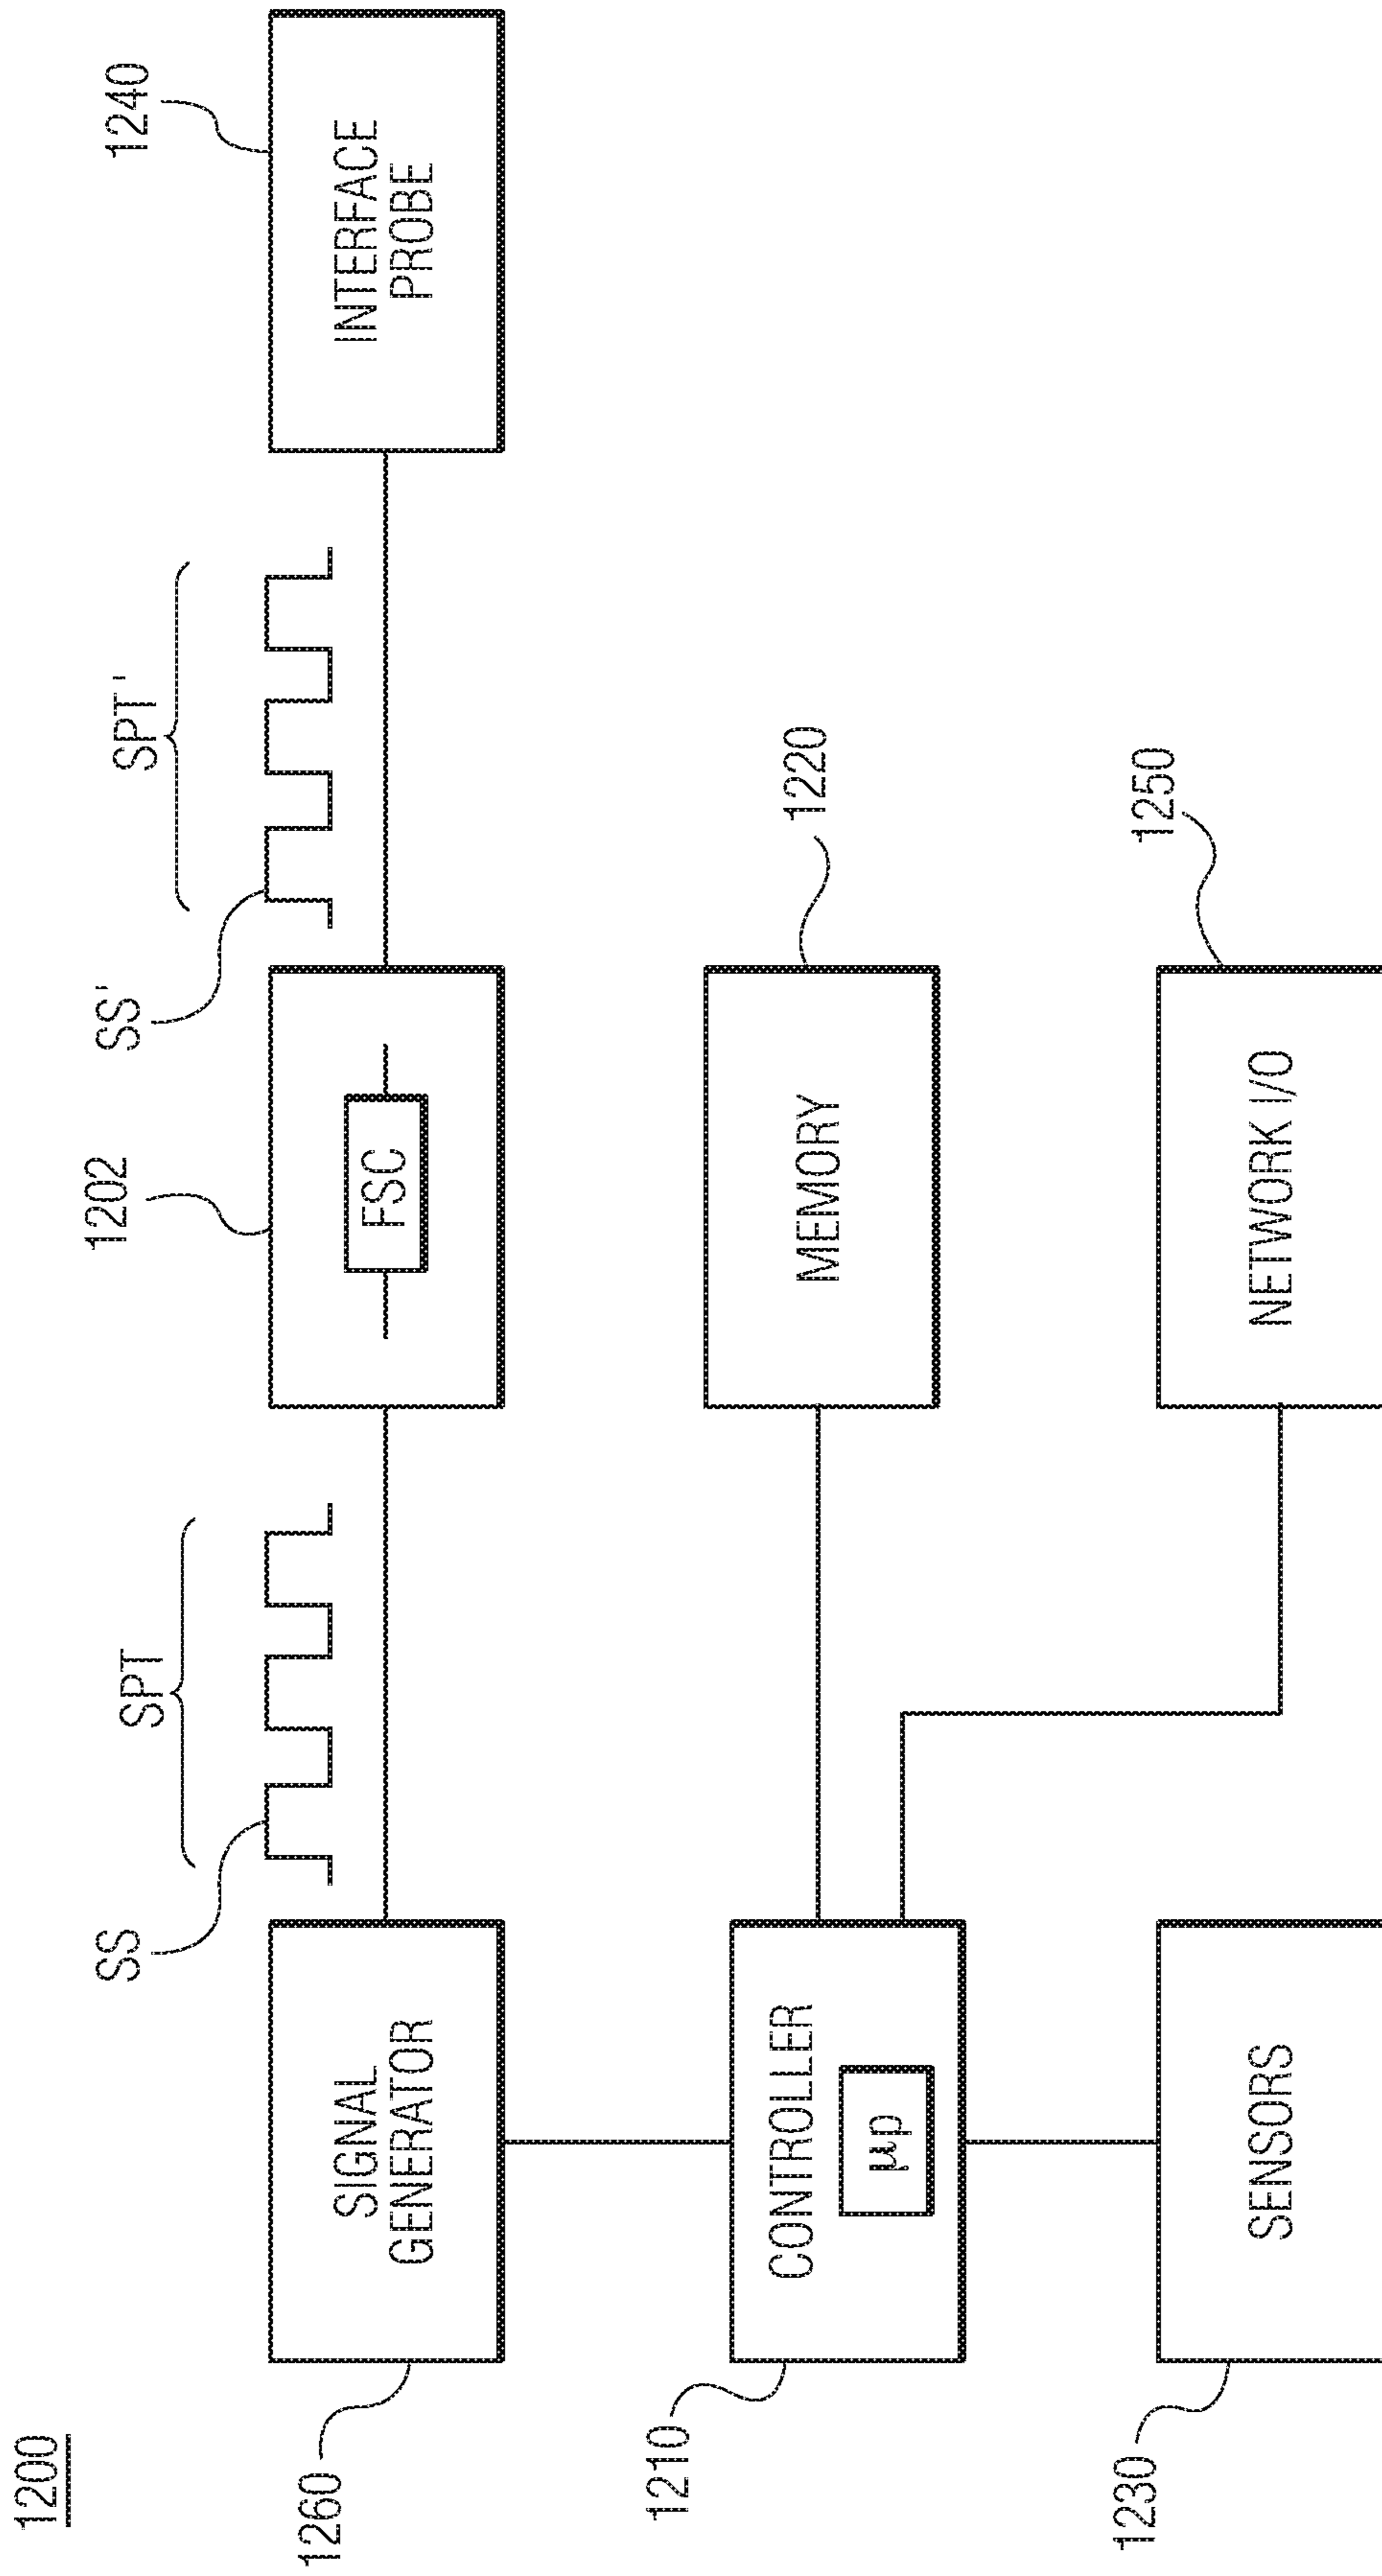 1200
SS
SPT
1202
SS'
SPT'
1240
1260
SIGNAL
GENERATOR
FSC
INTERFACE
PROBE
1210
CONTROLLER
µp
MEMORY
1220
1230
SENSORS
NETWORK I/O
1250